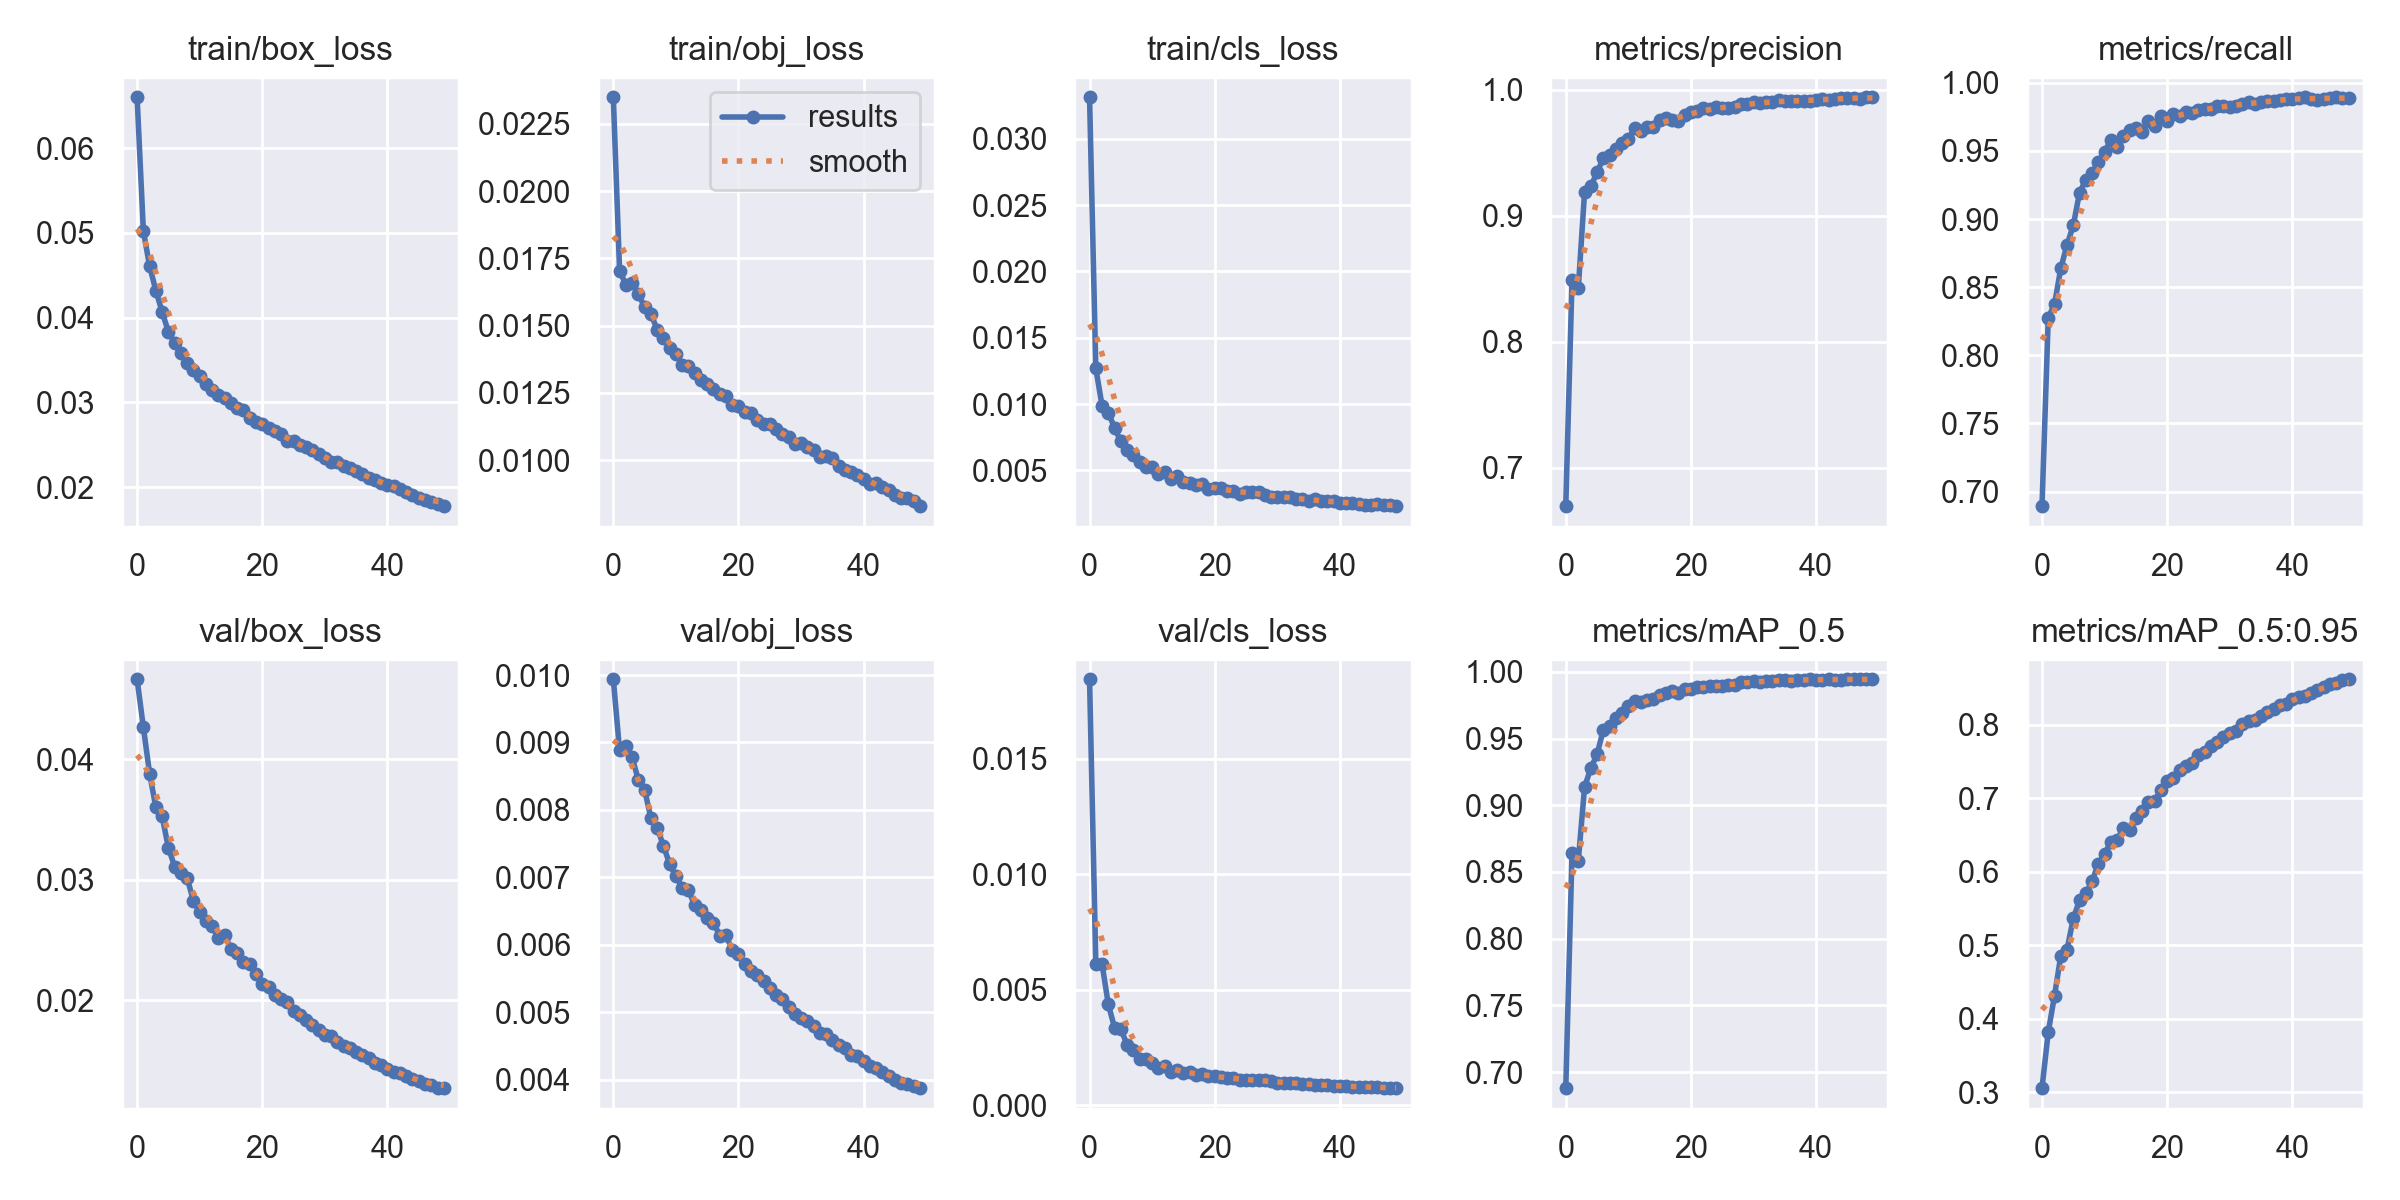 train/box_loss
0.06
0.05
0.04
0.03
0.02
0 20 40
train/obj_loss
results
smooth
0.0225
0.0200
0.0175
0.0150
0.0125
0.0100
0 20 40
train/cls_loss
0.030
0.025
0.020
0.015
0.010
0.005
0 20 40
metrics/precision
1.0
0.9
0.8
0.7
0 20 40
metrics/recall
1.00
0.95
0.90
0.85
0.80
0.75
0.70
0 20 40
val/box_loss
0.04
0.03
0.02
0 20 40
val/obj_loss
0.010
0.009
0.008
0.007
0.006
0.005
0.004
0 20 40
val/cls_loss
0.015
0.010
0.005
0.000
0 20 40
metrics/mAP_0.5
1.00
0.95
0.90
0.85
0.80
0.75
0.70
0 20 40
metrics/mAP_0.5:0.95
0.8
0.7
0.6
0.5
0.4
0.3
0 20 40